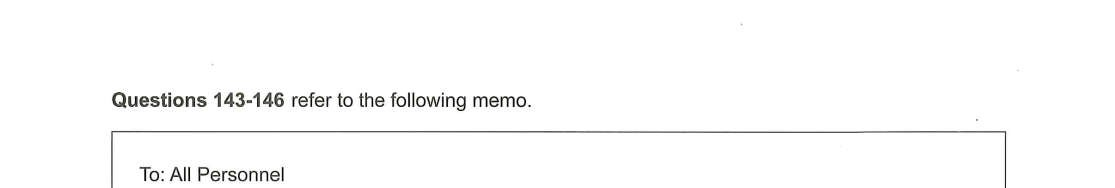 Questions 143-146 refer to the following memo.
To: All Personnel